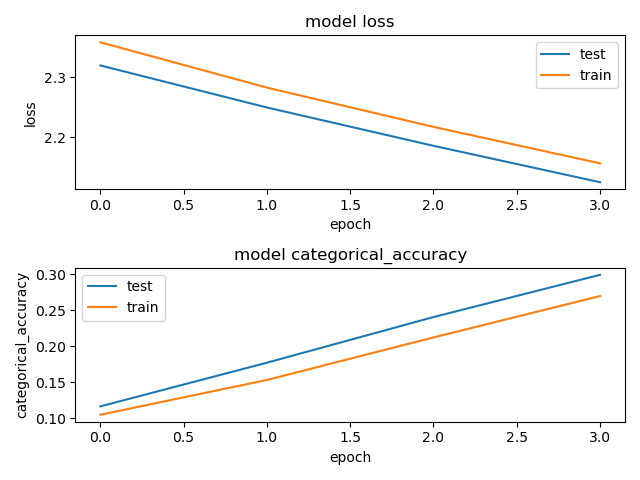 model loss
test
train
2.3
2.2
loss
0.0 0.5 1.0 1.5 2.0 2.5 3.0
epoch
model categorical_accuracy
test
train
0.30
0.25
0.20
0.15
0.10
categorical_accuracy
0.0 0.5 1.0 1.5 2.0 2.5 3.0
epoch